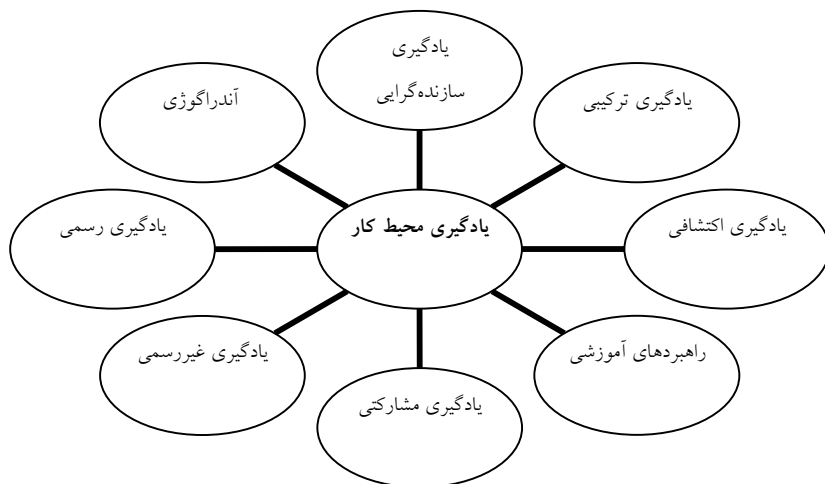 یادگیری
سازنده‌گرایی
یادگیری ترکیبی
آندراگوژی
یادگیری محیط کار
یادگیری اکتشافی
یادگیری رسمی
راهبردهای آموزشی
یادگیری غیررسمی
یادگیری مشارکتی